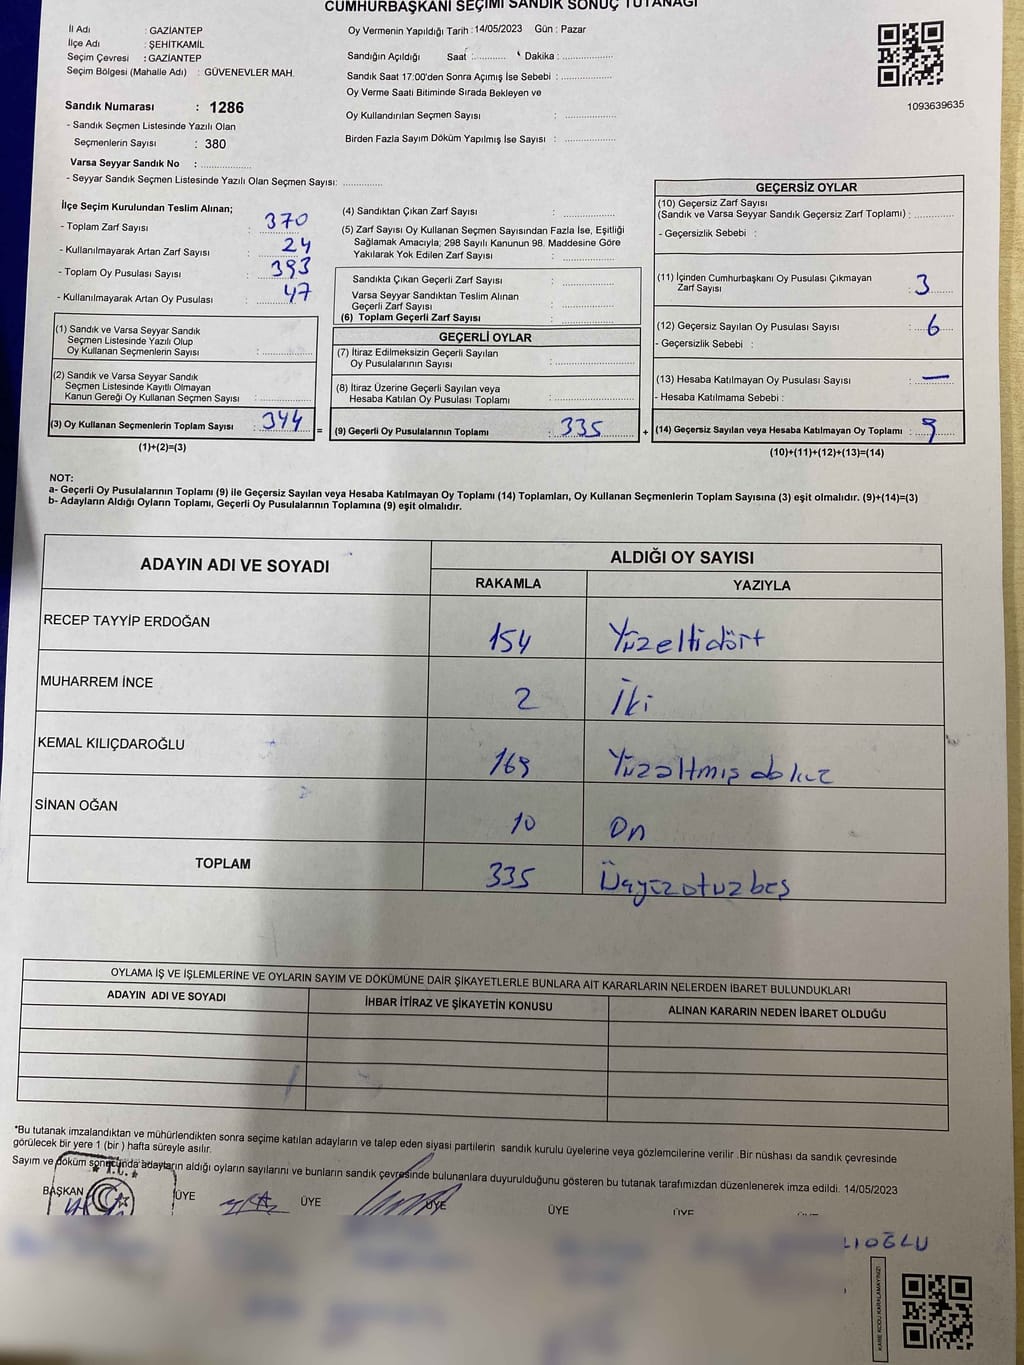 CUMHURBAŞKANI SEÇİMİ SANDIK SONUÇ TUTANAĞI
İl Adı : GAZİANTEP
İlçe Adı : ŞEHİTKAMİL
Seçim Çevresi : GAZİANTEP
Seçim Bölgesi (Mahalle Adı) : GÜVENEVLER MAH.
Oy Vermenin Yapıldığı Tarih : 14/05/2023 Gün : Pazar
Sandığın Açıldığı Saat :........... Dakika :................
Sandık Saat 17:00'den Sonra Açımış İse Sebebi :................
Oy Verme Saati Bitiminde Sırada Bekleyen ve
Oy Kullandırılan Seçmen Sayısı : ................
Birden Fazla Sayım Döküm Yapılmış İse Sayısı : ................
1093639635
Sandık Numarası : 1286
- Sandık Seçmen Listesinde Yazılı Olan
Seçmenlerin Sayısı : 380
Varsa Seyyar Sandık No : ................
- Seyyar Sandık Seçmen Listesinde Yazılı Olan Seçmen Sayısı: ............
İlçe Seçim Kurulundan Teslim Alınan;
- Toplam Zarf Sayısı : 370
- Kullanılmayarak Artan Zarf Sayısı : 24
- Toplam Oy Pusulası Sayısı : 393
- Kullanılmayarak Artan Oy Pusulası : 47
(1) Sandık ve Varsa Seyyar Sandık
Seçmen Listesinde Yazılı Olup
Oy Kullanan Seçmenlerin Sayısı :................
(2) Sandık ve Varsa Seyyar Sandık
Seçmen Listesinde Kayıtlı Olmayan
Kanun Gereği Oy Kullanan Seçmen Sayısı :................
(3) Oy Kullanan Seçmenlerin Toplam Sayısı : 344
(1)+(2)=(3)
(4) Sandıktan Çıkan Zarf Sayısı : ................
(5) Zarf Sayısı Oy Kullanan Seçmen Sayısından Fazla İse, Eşitliği
Sağlamak Amacıyla; 298 Sayılı Kanunun 98. Maddesine Göre
Yakılarak Yok Edilen Zarf Sayısı : ................
Sandıkta Çıkan Geçerli Zarf Sayısı : ................
Varsa Seyyar Sandıktan Teslim Alınan
Geçerli Zarf Sayısı : ................
(6) Toplam Geçerli Zarf Sayısı : ................
GEÇERLİ OYLAR
(7) İtiraz Edilmeksizin Geçerli Sayılan
Oy Pusulalarının Sayısı : ................
(8) İtiraz Üzerine Geçerli Sayılan veya
Hesaba Katılan Oy Pusulası Toplamı : ................
= (9) Geçerli Oy Pusulalarının Toplamı : 335
GEÇERSİZ OYLAR
(10) Geçersiz Zarf Sayısı
(Sandık ve Varsa Seyyar Sandık Geçersiz Zarf Toplamı) : ............
- Geçersizlik Sebebi :
(11) İçinden Cumhurbaşkanı Oy Pusulası Çıkmayan
Zarf Sayısı : 3
(12) Geçersiz Sayılan Oy Pusulası Sayısı : 6
- Geçersizlik Sebebi :
(13) Hesaba Katılmayan Oy Pusulası Sayısı : —
- Hesaba Katılmama Sebebi :
+ (14) Geçersiz Sayılan veya Hesaba Katılmayan Oy Toplamı : 9
(10)+(11)+(12)+(13)=(14)
NOT:
a- Geçerli Oy Pusulalarının Toplamı (9) ile Geçersiz Sayılan veya Hesaba Katılmayan Oy Toplamı (14) Toplamları, Oy Kullanan Seçmenlerin Toplam Sayısına (3) eşit olmalıdır. (9)+(14)=(3)
b- Adayların Aldığı Oyların Toplamı, Geçerli Oy Pusulalarının Toplamına (9) eşit olmalıdır.
ADAYIN ADI VE SOYADI ALDIĞI OY SAYISI
RAKAMLA YAZIYLA
RECEP TAYYİP ERDOĞAN 154 Yüzellidört
MUHARREM İNCE 2 İki
KEMAL KILIÇDAROĞLU 169 Yüzaltmış dokuz
SİNAN OĞAN 10 On
TOPLAM 335 Üçyüzotuzbeş
OYLAMA İŞ VE İŞLEMLERİNE VE OYLARIN SAYIM VE DÖKÜMÜNE DAİR ŞİKAYETLERLE BUNLARA AİT KARARLARIN NELERDEN İBARET BULUNDUKLARI
ADAYIN ADI VE SOYADI İHBAR İTİRAZ VE ŞİKAYETİN KONUSU ALINAN KARARIN NEDEN İBARET OLDUĞU
*Bu tutanak imzalandıktan ve mühürlendikten sonra seçime katılan adayların ve talep eden siyasi partilerin sandık kurulu üyelerine veya gözlemcilerine verilir .Bir nüshası da sandık çevresinde
görülecek bir yere 1 (bir ) hafta süreyle asılır.
Sayım ve döküm sonucunda adayların aldığı oyların sayılarını ve bunların sandık çevresinde bulunanlara duyurulduğunu gösteren bu tutanak tarafımızdan düzenlenerek imza edildi. 14/05/2023
T.C.
BAŞKAN ÜYE ÜYE ÜYE ÜYE ÜYE
KARE KODU KARALAMAYINIZ!